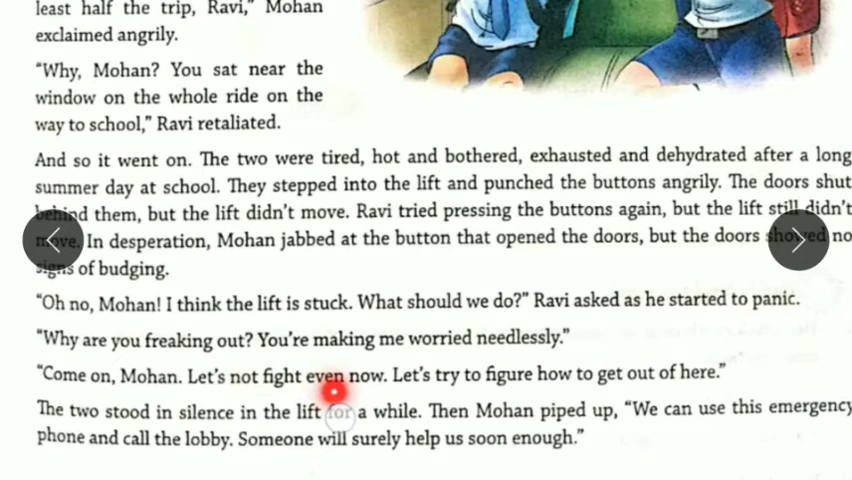 least half the trip, Ravi," Mohan
exclaimed angrily.
"Why, Mohan? You sat near the
window on the whole ride on the
way to school," Ravi retaliated.
And so it went on. The two were tired, hot and bothered, exhausted and dehydrated after a long
summer day at school. They stepped into the lift and punched the buttons angrily. The doors shut
behind them, but the lift didn't move. Ravi tried pressing the buttons again, but the lift still didn't
move. In desperation, Mohan jabbed at the button that opened the doors, but the doors showed no
signs of budging.
"Oh no, Mohan! I think the lift is stuck. What should we do?" Ravi asked as he started to panic.
"Why are you freaking out? You're making me worried needlessly."
"Come on, Mohan. Let's not fight even now. Let's try to figure how to get out of here."
The two stood in silence in the lift for a while. Then Mohan piped up, "We can use this emergency
phone and call the lobby. Someone will surely help us soon enough."